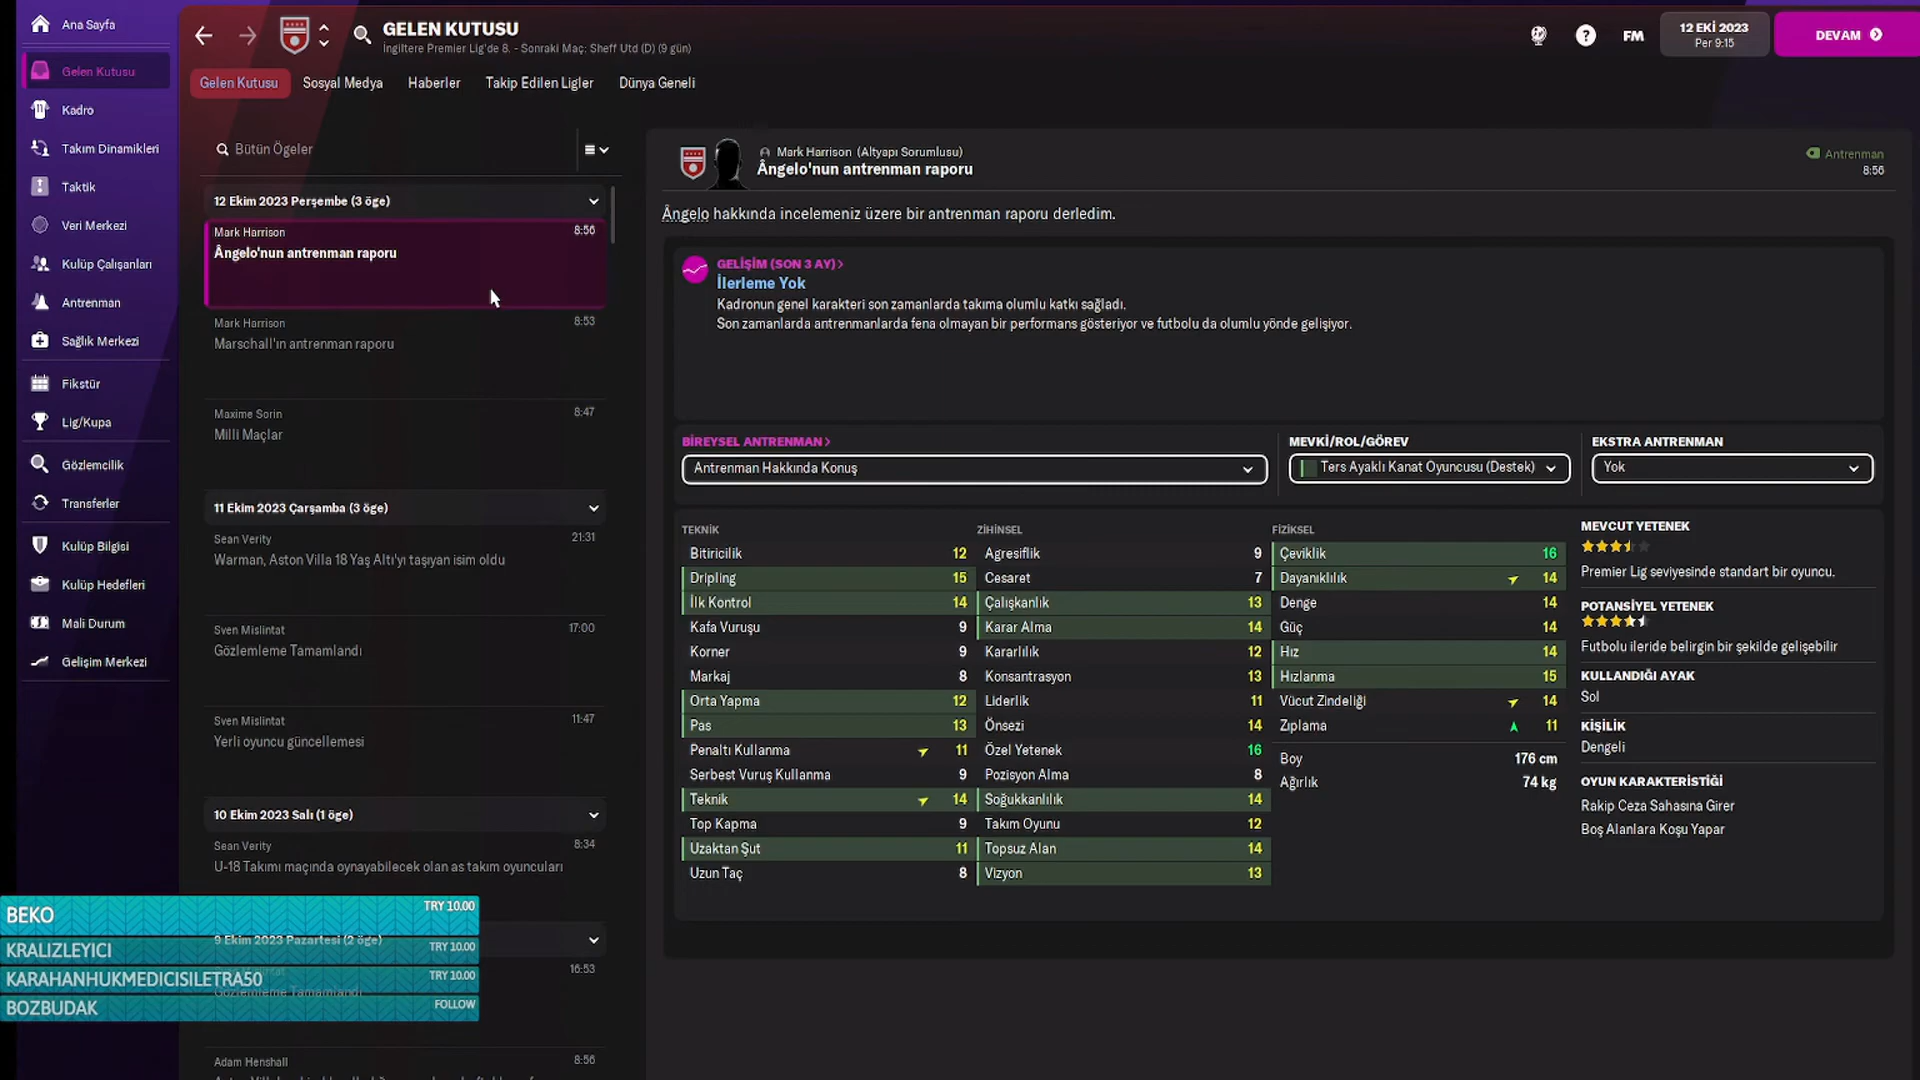 Ana Sayfa
Gelen Kutusu
Kadro
Takım Dinamikleri
Taktik
Veri Merkezi
Kulüp Çalışanları
Antrenman
Sağlık Merkezi
Fikstür
Lig/Kupa
Gözlemcilik
Transferler
Kulüp Bilgisi
Kulüp Hedefleri
Mali Durum
Gelişim Merkezi
GELEN KUTUSU
İngiltere Premier Lig'de 8. - Sonraki Maç: Sheff Utd (D) (9 gün)
FM
12 EKİ 2023
Per 9:15
DEVAM
Gelen Kutusu
Sosyal Medya
Haberler
Takip Edilen Ligler
Dünya Geneli
Bütün Ögeler
12 Ekim 2023 Perşembe (3 öge)
Mark Harrison 8:56
Ângelo'nun antrenman raporu
Mark Harrison 8:53
Marschall'ın antrenman raporu
Maxime Sorin 8:47
Milli Maçlar
11 Ekim 2023 Çarşamba (3 öge)
Sean Verity 21:31
Warman, Aston Villa 18 Yaş Altı'yı taşıyan isim oldu
Sven Mislintat 17:00
Gözlemleme Tamamlandı
Sven Mislintat 11:47
Yerli oyuncu güncellemesi
10 Ekim 2023 Salı (1 öge)
Sean Verity 8:34
U-18 Takımı maçında oynayabilecek olan as takım oyuncuları
9 Ekim 2023 Pazartesi (2 öge)
16:53
Gözlemleme Tamamlandı
Adam Henshall 8:56
BEKO TRY 10.00
KRALIZLEYICI TRY 10.00
KARAHANHUKMEDICISILETRA50 TRY 10.00
BOZBUDAK FOLLOW
Mark Harrison (Altyapı Sorumlusu)
Ângelo'nun antrenman raporu
Antrenman
8:56
Ângelo hakkında incelemeniz üzere bir antrenman raporu derledim.
GELİŞİM (SON 3 AY)
İlerleme Yok
Kadronun genel karakteri son zamanlarda takıma olumlu katkı sağladı.
Son zamanlarda antrenmanlarda fena olmayan bir performans gösteriyor ve futbolu da olumlu yönde gelişiyor.
BİREYSEL ANTRENMAN
Antrenman Hakkında Konuş
MEVKİ/ROL/GÖREV
Ters Ayaklı Kanat Oyuncusu (Destek)
EKSTRA ANTRENMAN
Yok
TEKNİK
Bitiricilik 12
Dripling 15
İlk Kontrol 14
Kafa Vuruşu 9
Korner 9
Markaj 8
Orta Yapma 12
Pas 13
Penaltı Kullanma 11
Serbest Vuruş Kullanma 9
Teknik 14
Top Kapma 9
Uzaktan Şut 11
Uzun Taç 8
ZİHİNSEL
Agresiflik 9
Cesaret 7
Çalışkanlık 13
Karar Alma 14
Kararlılık 12
Konsantrasyon 13
Liderlik 11
Önsezi 14
Özel Yetenek 16
Pozisyon Alma 8
Soğukkanlılık 14
Takım Oyunu 12
Topsuz Alan 14
Vizyon 13
FİZİKSEL
Çeviklik 16
Dayanıklılık 14
Denge 14
Güç 14
Hız 14
Hızlanma 15
Vücut Zindeliği 14
Zıplama 11
Boy 176 cm
Ağırlık 74 kg
MEVCUT YETENEK
Premier Lig seviyesinde standart bir oyuncu.
POTANSİYEL YETENEK
Futbolu ileride belirgin bir şekilde gelişebilir
KULLANDIĞI AYAK
Sol
KİŞİLİK
Dengeli
OYUN KARAKTERİSTİĞİ
Rakip Ceza Sahasına Girer
Boş Alanlara Koşu Yapar